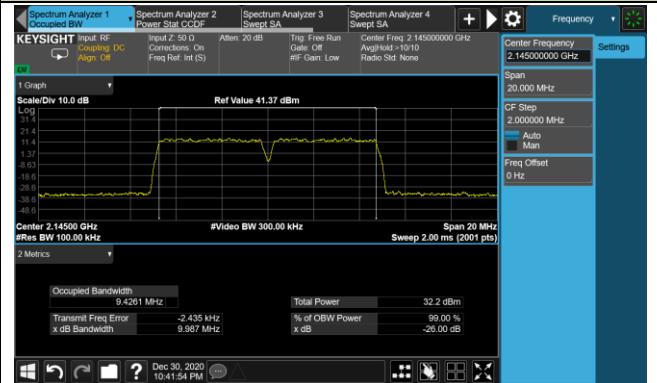 Spectrum Analyzer 1
Occupied BW
Spectrum Analyzer 2
Power Stat CCDF
Spectrum Analyzer 3
Swept SA
Spectrum Analyzer 4
Swept SA
Frequency
KEYSIGHT
Input: RF
Coupling: DC
Align: Off
Input Z: 50 Ω
Corrections: On
Freq Ref: Int (S)
Atten: 20 dB
Trig: Free Run
Gate: Off
#IF Gain: Low
Center Freq: 2.145000000 GHz
Avg|Hold:>10/10
Radio Std: None
LXI
1 Graph
Scale/Div 10.0 dB
Ref Value 41.37 dBm
Log
31.4
21.4
11.4
1.37
-8.63
-18.6
-28.6
-38.6
-48.6
Center 2.14500 GHz
#Video BW 300.00 kHz
Span 20 MHz
#Res BW 100.00 kHz
Sweep 2.00 ms (2001 pts)
2 Metrics
Occupied Bandwidth
9.4261 MHz
Total Power
32.2 dBm
Transmit Freq Error
-2.435 kHz
% of OBW Power
99.00 %
x dB Bandwidth
9.987 MHz
x dB
-26.00 dB
Center Frequency
2.145000000 GHz
Settings
Span
20.000 MHz
CF Step
2.000000 MHz
Auto
Man
Freq Offset
0 Hz
?
Dec 30, 2020
10:41:54 PM